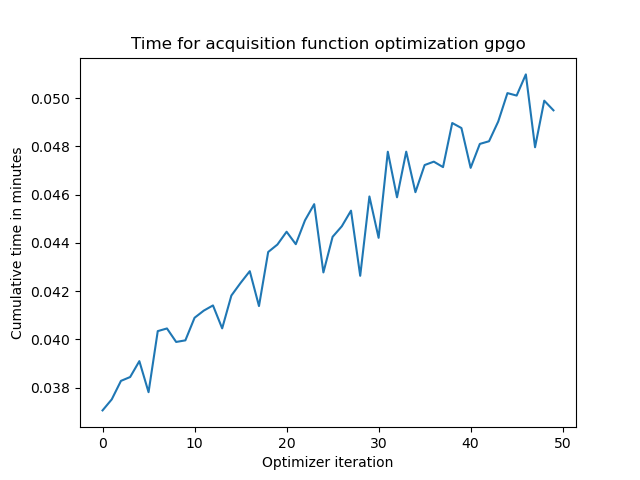 Time for acquisition function optimization gpgo
Cumulative time in minutes
0.050
0.048
0.046
0.044
0.042
0.040
0.038
0 10 20 30 40 50
Optimizer iteration